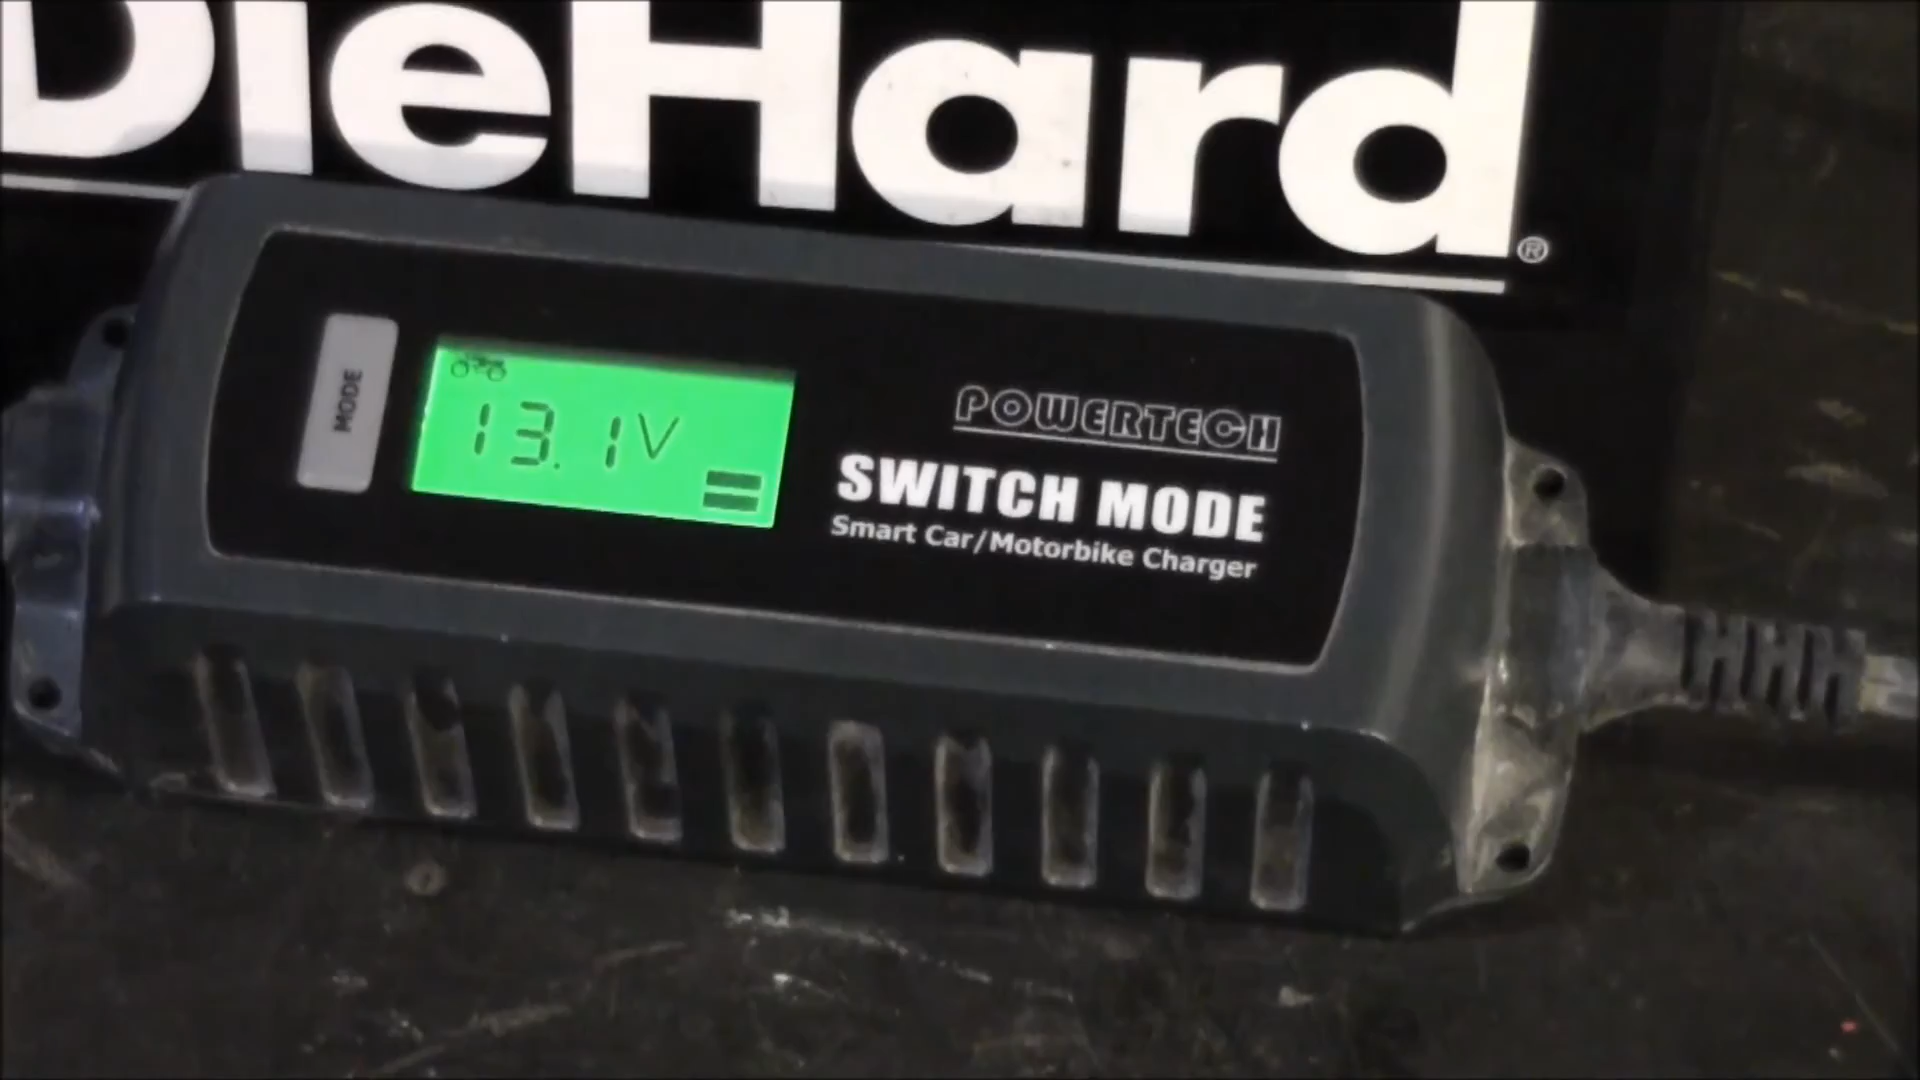 DieHard®
MODE
13.1V
POWERTECH
SWITCH MODE
Smart Car/Motorbike Charger